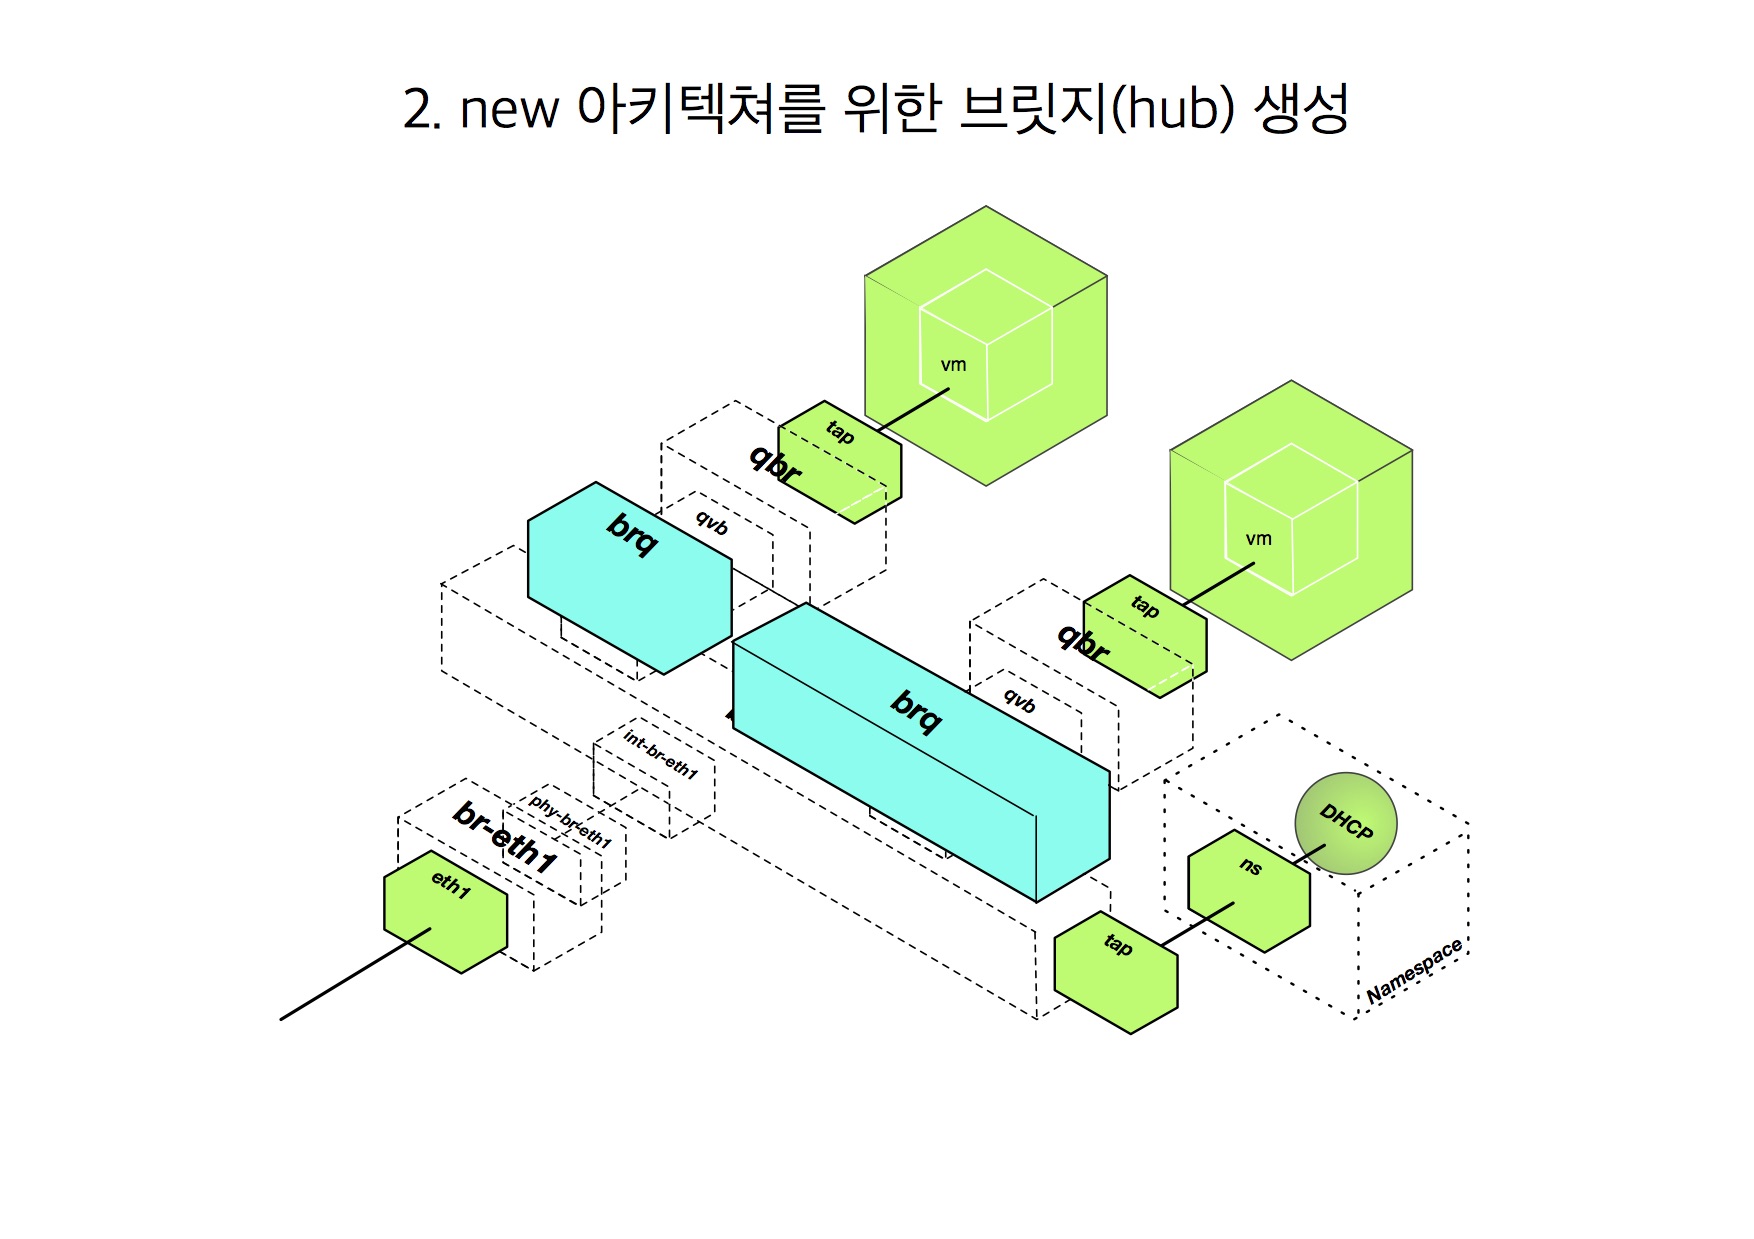 2. new 아키텍쳐를 위한 브릿지(hub) 생성
vm
tap
qbr
vm
brq
qvb
tap
qbr
brq
qvb
int-br-eth1
phy-br-eth1
br-eth1
DHCP
ns
eth1
tap
Namespace